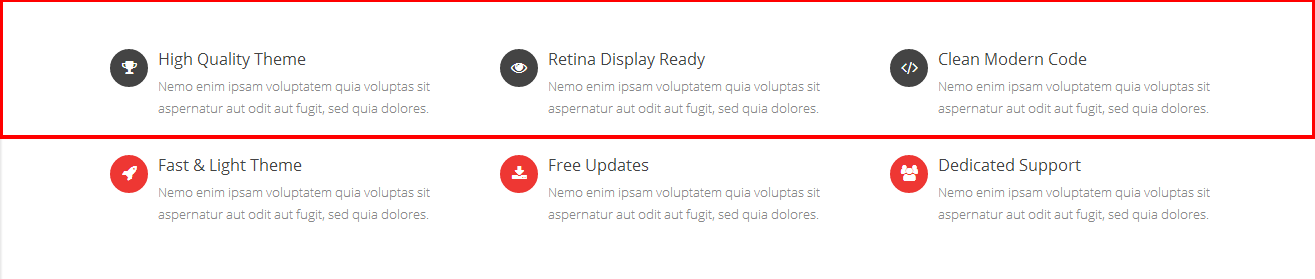 High Quality Theme
Nemo enim ipsam voluptatem quia voluptas sit
aspernatur aut odit aut fugit, sed quia dolores.
Retina Display Ready
Nemo enim ipsam voluptatem quia voluptas sit
aspernatur aut odit aut fugit, sed quia dolores.
Clean Modern Code
Nemo enim ipsam voluptatem quia voluptas sit
aspernatur aut odit aut fugit, sed quia dolores.
Fast & Light Theme
Nemo enim ipsam voluptatem quia voluptas sit
aspernatur aut odit aut fugit, sed quia dolores.
Free Updates
Nemo enim ipsam voluptatem quia voluptas sit
aspernatur aut odit aut fugit, sed quia dolores.
Dedicated Support
Nemo enim ipsam voluptatem quia voluptas sit
aspernatur aut odit aut fugit, sed quia dolores.